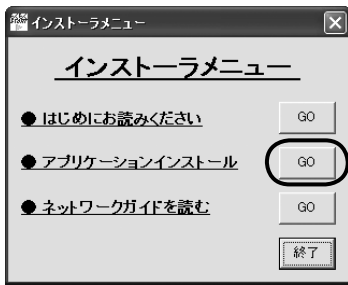 インストーラメニュー
インストーラメニュー
● はじめにお読みください GO
● アプリケーションインストール GO
● ネットワークガイドを読む GO
終了